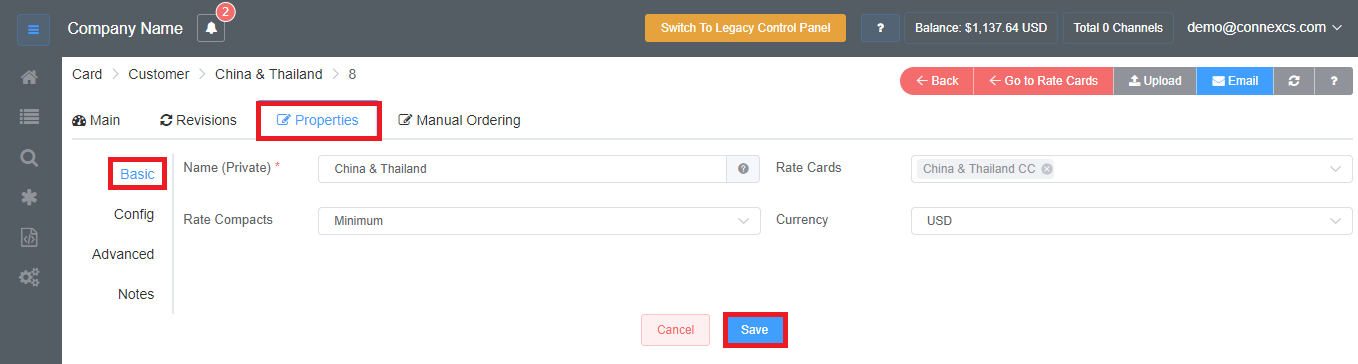 Company Name 2 Switch To Legacy Control Panel ? Balance: $1,137.64 USD Total 0 Channels demo@connexcs.com
Card > Customer > China & Thailand > 8 Back Go to Rate Cards Upload Email ?
Main Revisions Properties Manual Ordering
Basic Name (Private) * China & Thailand ? Rate Cards China & Thailand CC
Config Rate Compacts Minimum Currency USD
Advanced
Notes
Cancel Save